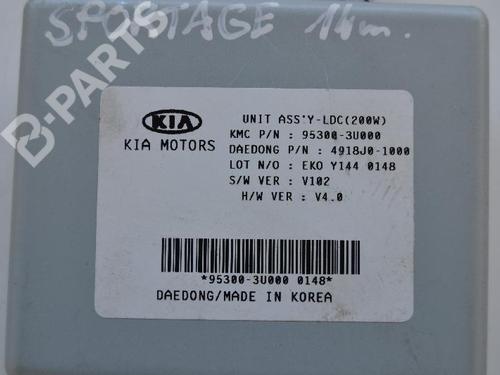 SPORTAGE 14m.
B-PARTS
KIA
KIA MOTORS
UNIT ASS'Y-LDC(200W)
KMC P/N : 95300-3U000
DAEDONG P/N : 4918J0-1000
LOT N/O : EKO Y144 0148
S/W VER : V102
H/W VER : V4.0
*95300-3U000 0148*
DAEDONG/MADE IN KOREA